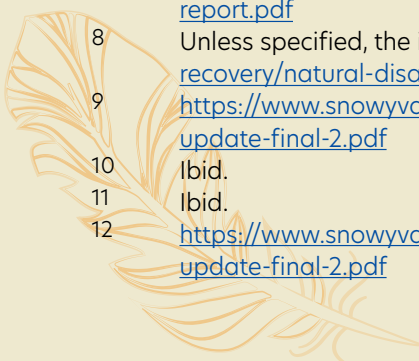 report.pdf
8 Unless specified, the
recovery/natural-disa
9 https://www.snowyva
update-final-2.pdf
10 Ibid.
11 Ibid.
12 https://www.snowyva
update-final-2.pdf